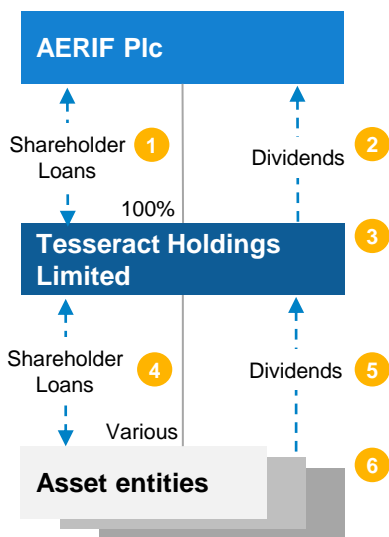 AERIF Plc
Shareholder
Loans
1
Dividends
2
100%
3
Tesseract Holdings
Limited
Shareholder
Loans
4
Dividends
5
Various
6
Asset entities